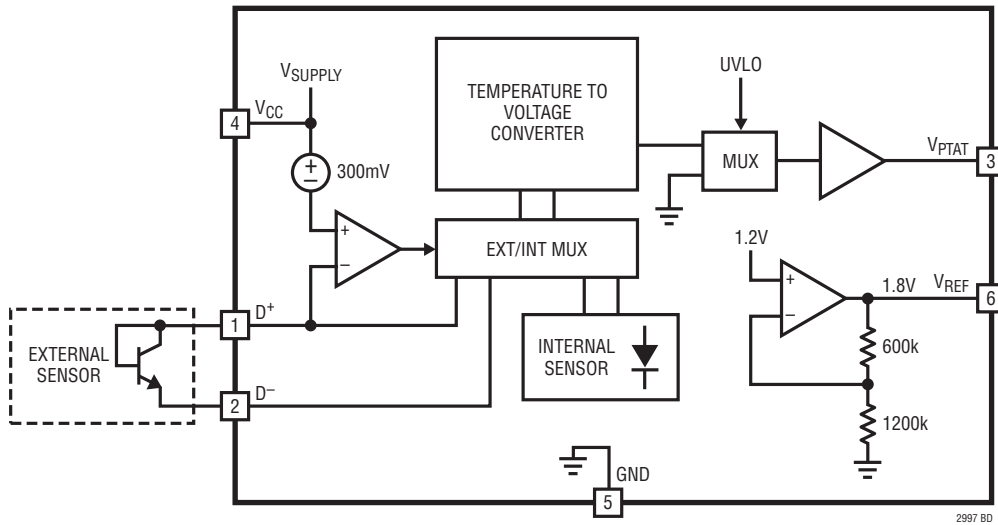 V_SUPPLY
4
V_CC
+
−
300mV
+
−
TEMPERATURE TO
VOLTAGE
CONVERTER
UVLO
MUX
V_PTAT
3
EXT/INT MUX
1.2V
+
−
1.8V
V_REF
6
600k
1200k
INTERNAL
SENSOR
EXTERNAL
SENSOR
1
D+
2
D−
GND
5
2997 BD